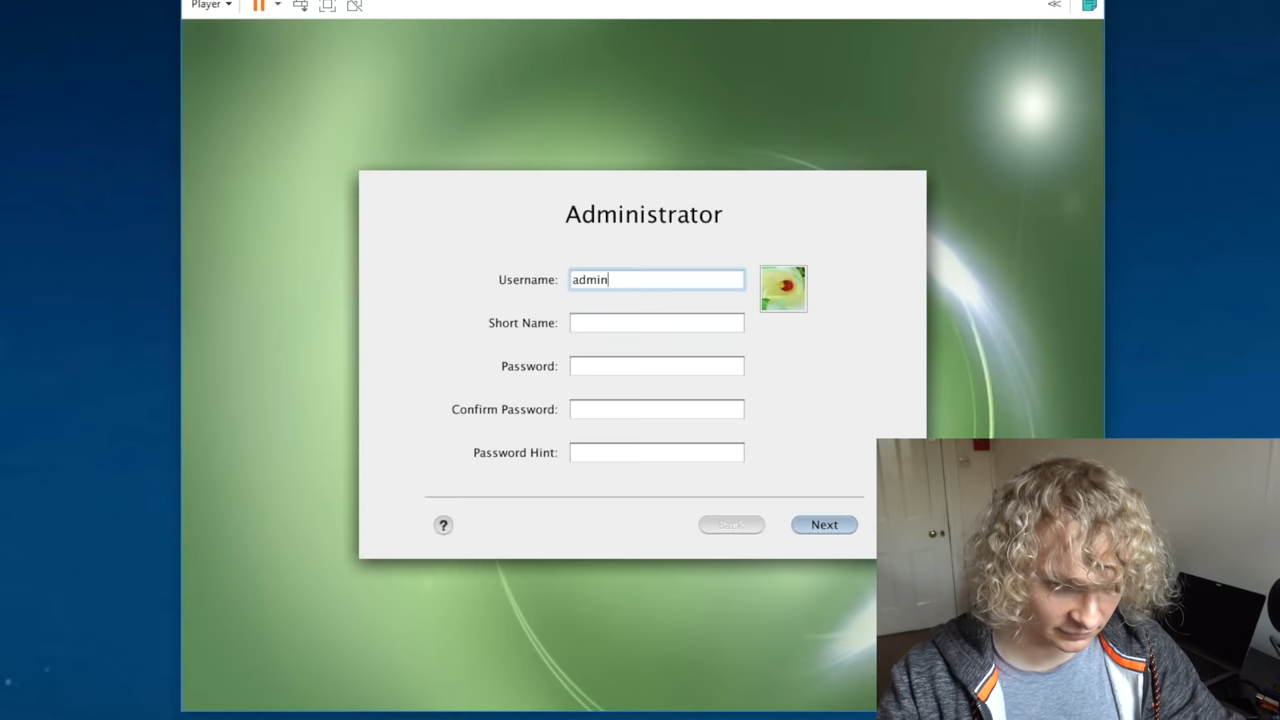 Player
Administrator
Username: admin
Short Name:
Password:
Confirm Password:
Password Hint:
?
Back Next